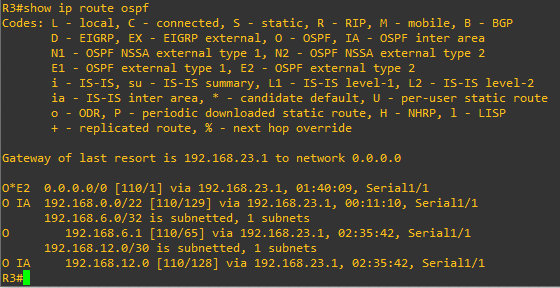 R3#show ip route ospf
Codes: L - local, C - connected, S - static, R - RIP, M - mobile, B - BGP
       D - EIGRP, EX - EIGRP external, O - OSPF, IA - OSPF inter area
       N1 - OSPF NSSA external type 1, N2 - OSPF NSSA external type 2
       E1 - OSPF external type 1, E2 - OSPF external type 2
       i - IS-IS, su - IS-IS summary, L1 - IS-IS level-1, L2 - IS-IS level-2
       ia - IS-IS inter area, * - candidate default, U - per-user static route
       o - ODR, P - periodic downloaded static route, H - NHRP, l - LISP
       + - replicated route, % - next hop override

Gateway of last resort is 192.168.23.1 to network 0.0.0.0

O*E2  0.0.0.0/0 [110/1] via 192.168.23.1, 01:40:09, Serial1/1
O IA  192.168.0.0/22 [110/129] via 192.168.23.1, 00:11:10, Serial1/1
      192.168.6.0/32 is subnetted, 1 subnets
O        192.168.6.1 [110/65] via 192.168.23.1, 02:35:42, Serial1/1
      192.168.12.0/30 is subnetted, 1 subnets
O IA     192.168.12.0 [110/128] via 192.168.23.1, 02:35:42, Serial1/1
R3#